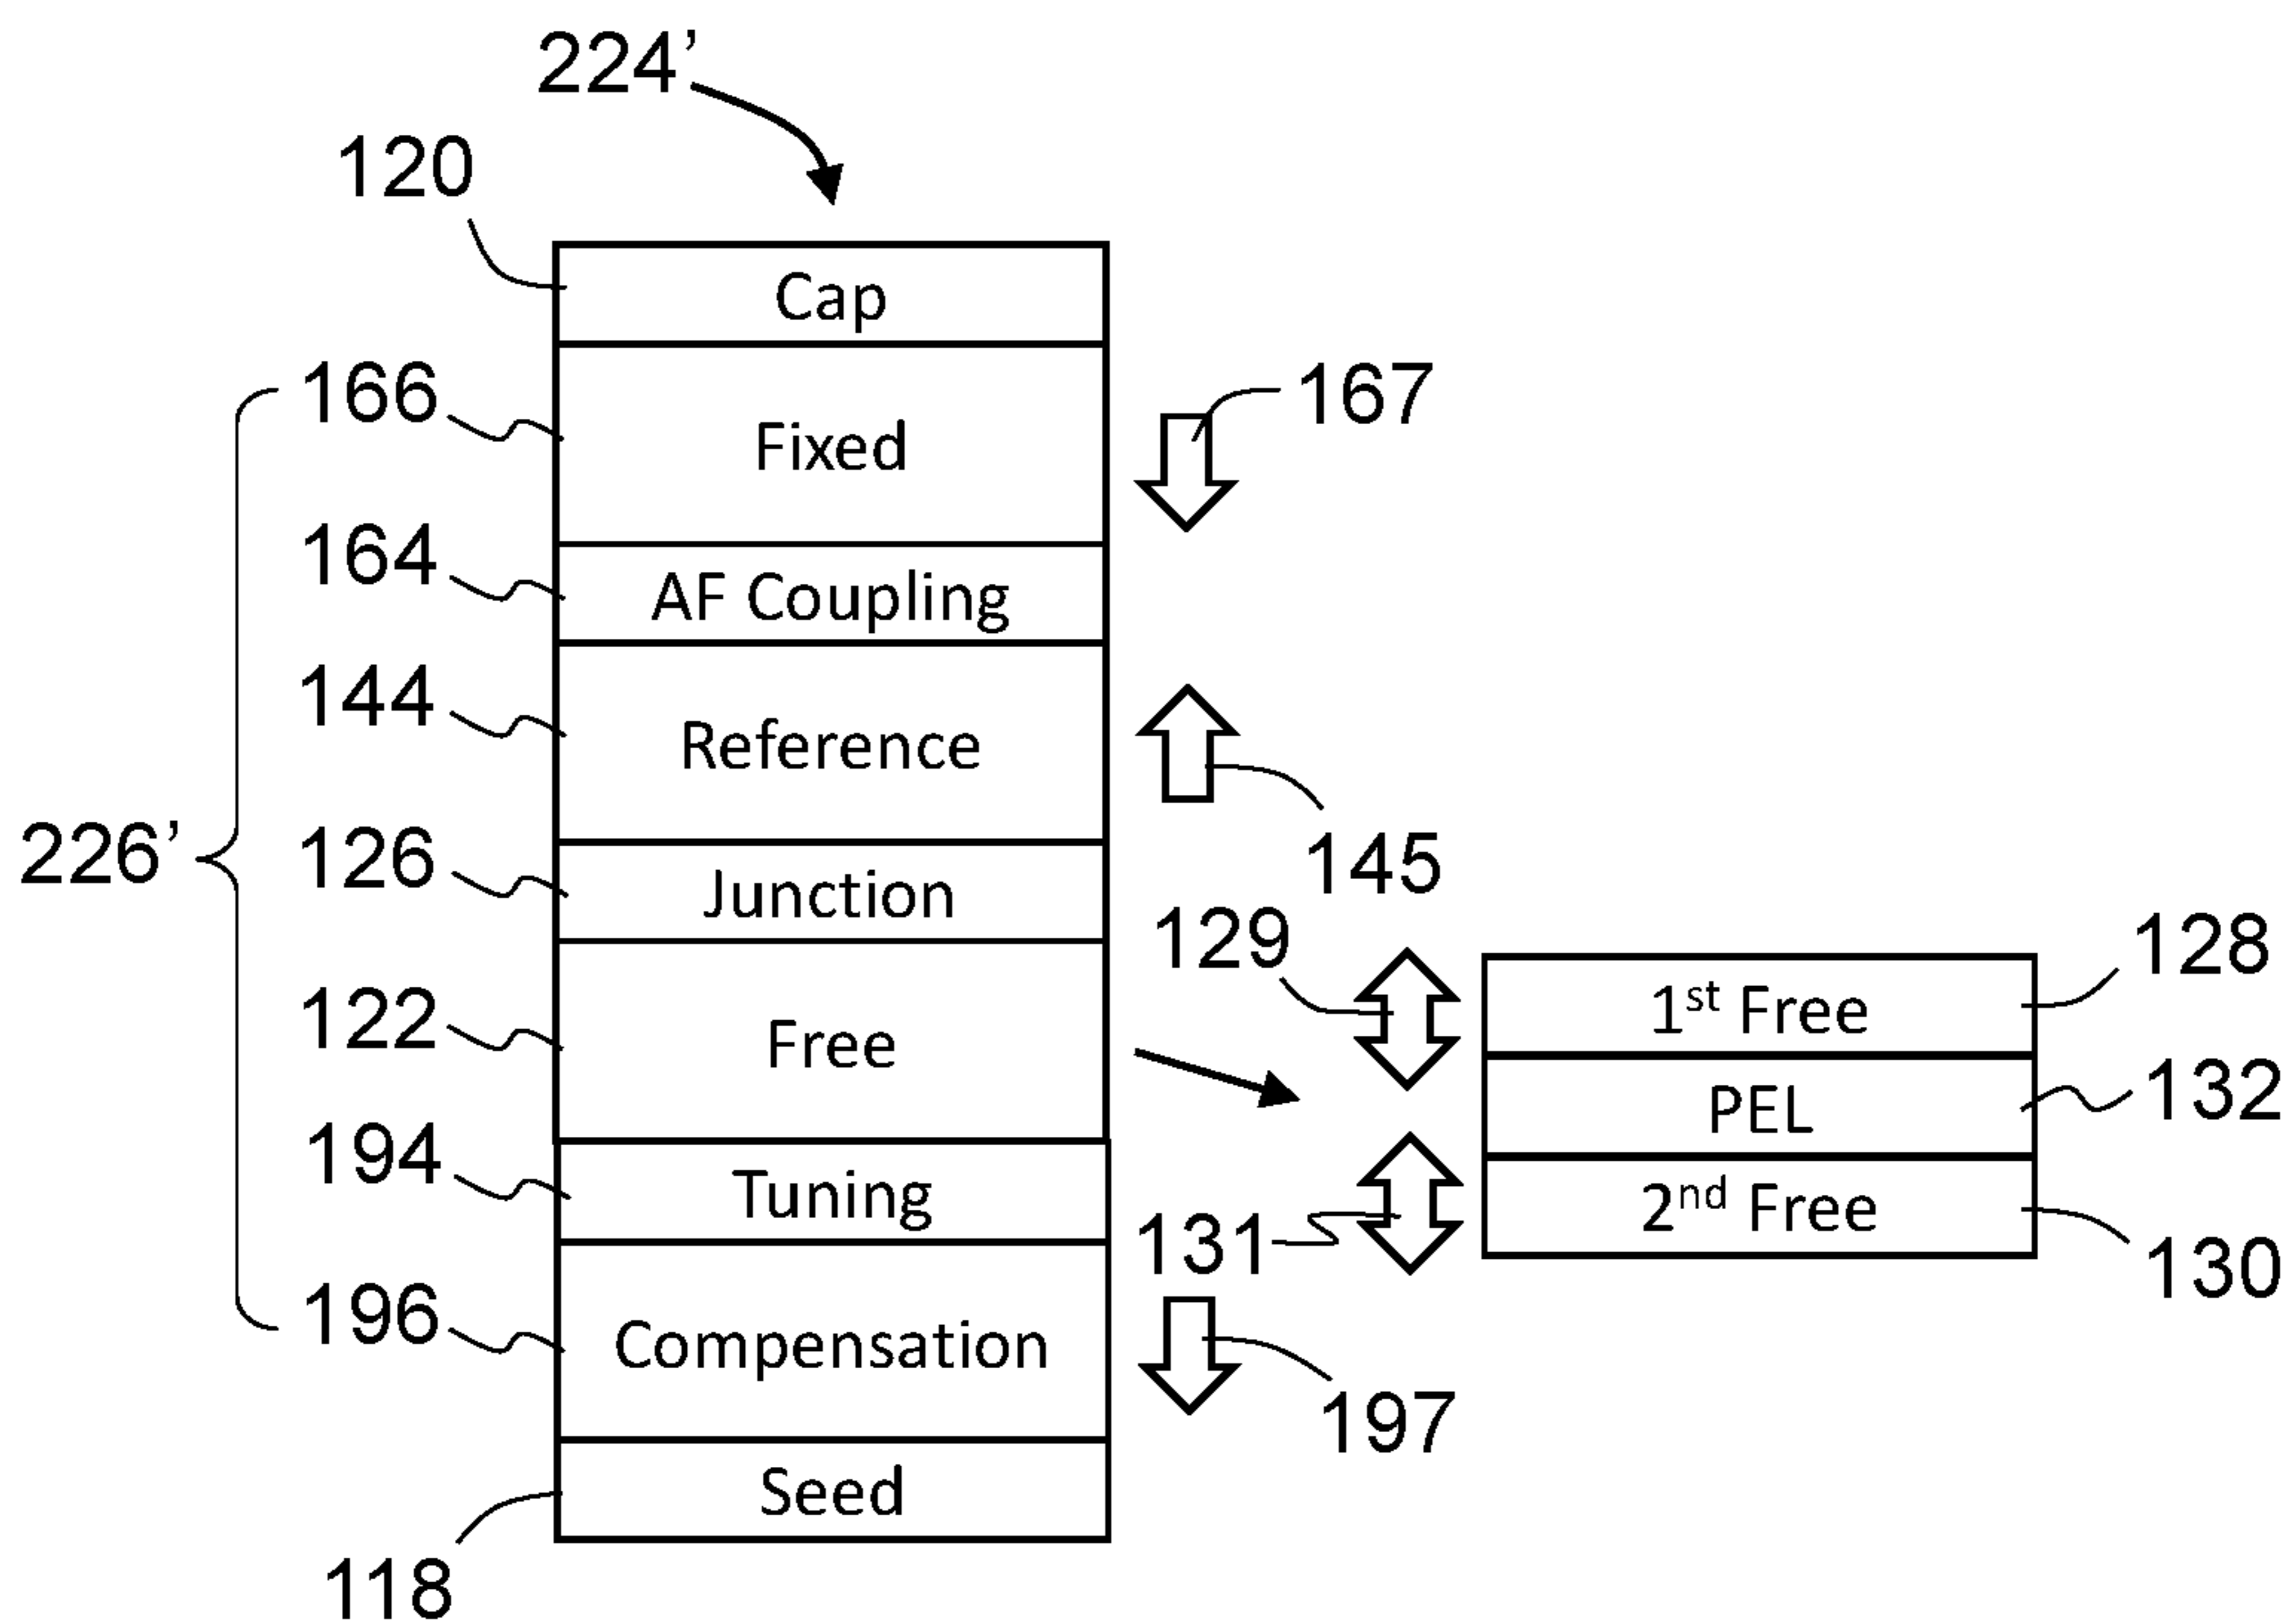 224’
120
Cap
166
Fixed
167
164
AF Coupling
144
Reference
145
226’
126
Junction
129
128
1st Free
122
Free
132
PEL
194
Tuning
131
2nd Free
130
196
Compensation
197
Seed
118